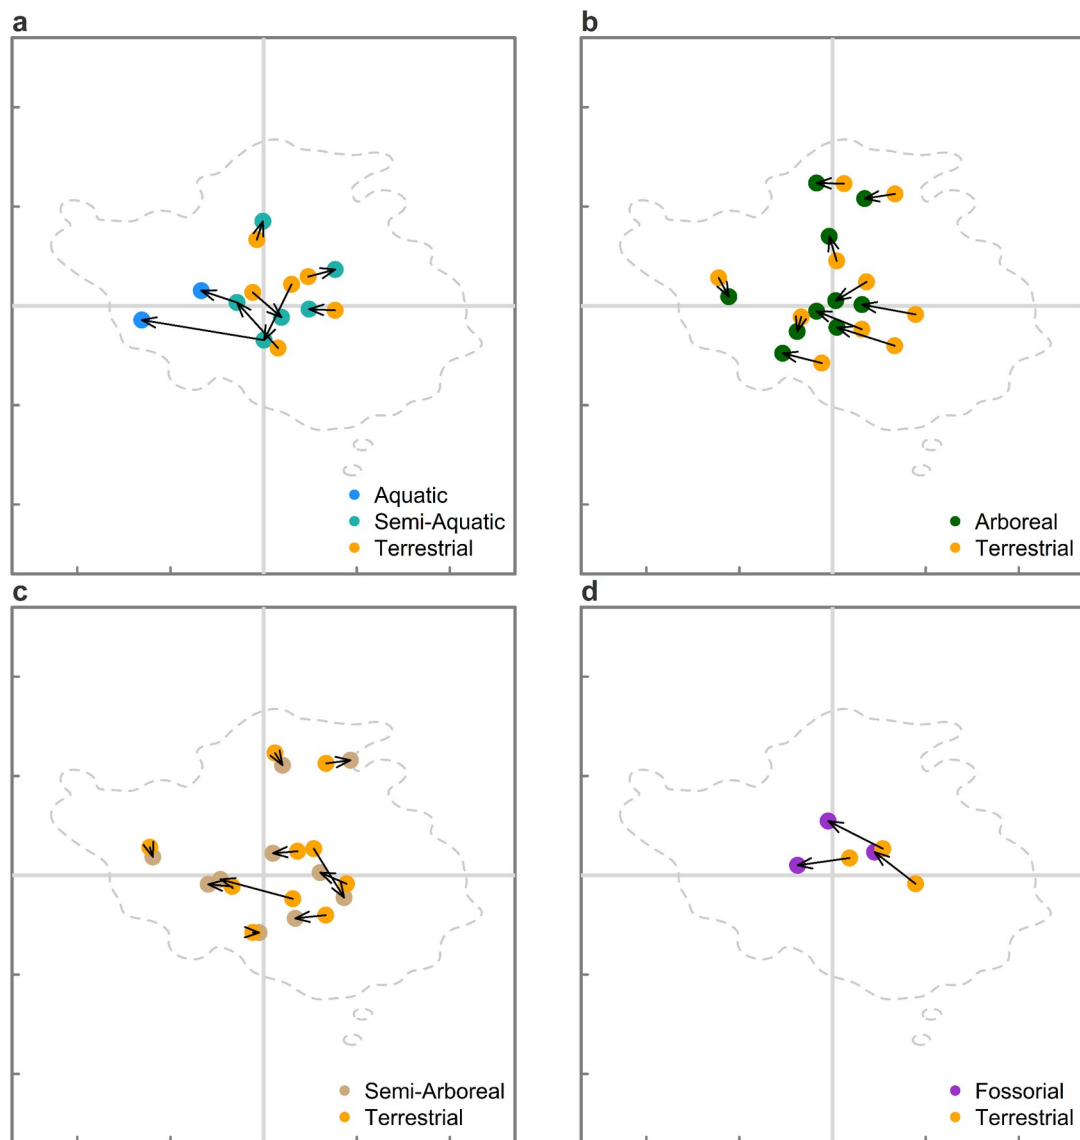 a
b
Aquatic
Semi-Aquatic
Terrestrial
Arboreal
Terrestrial
c
d
Semi-Arboreal
Terrestrial
Fossorial
Terrestrial